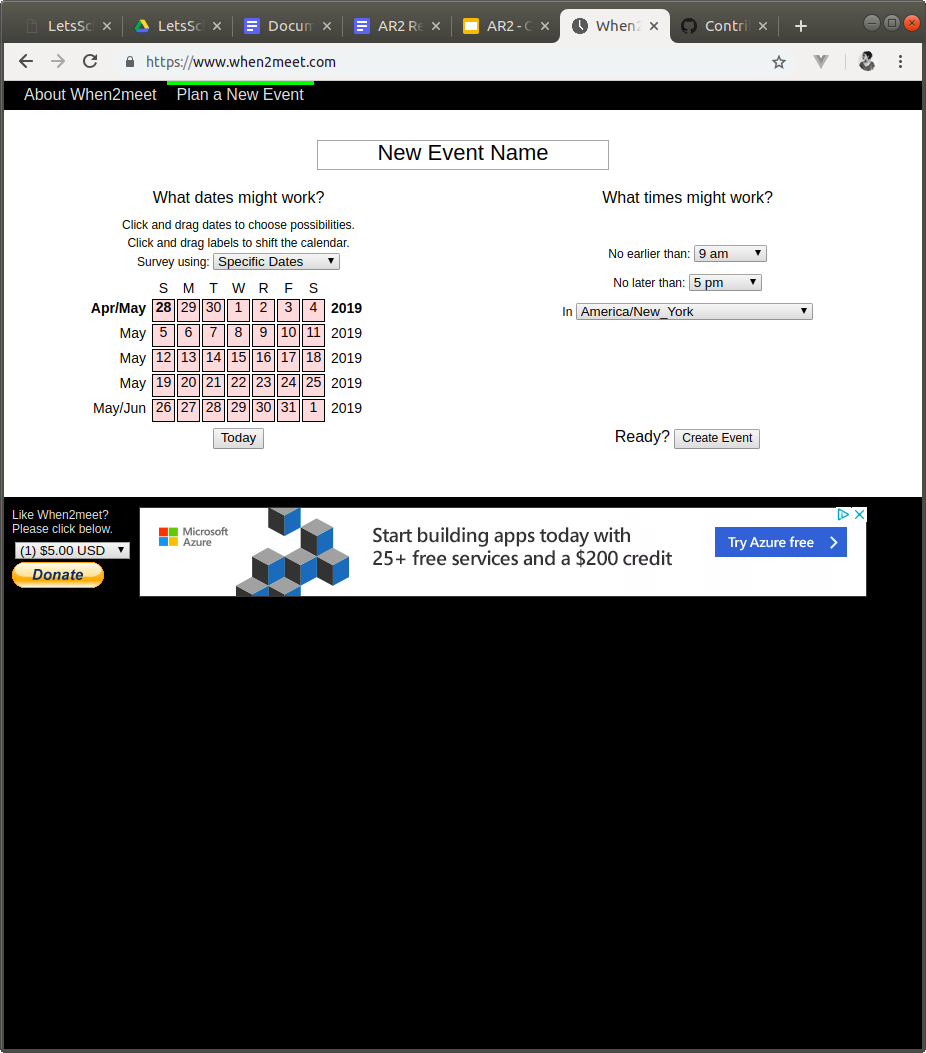 LetsSc
LetsSc
Docum
AR2 Re
AR2 - C
When2
Contri
https://www.when2meet.com
About When2meet Plan a New Event
New Event Name
What dates might work?
Click and drag dates to choose possibilities.
Click and drag labels to shift the calendar.
Survey using: Specific Dates
S M T W R F S
Apr/May 28 29 30 1 2 3 4 2019
May 5 6 7 8 9 10 11 2019
May 12 13 14 15 16 17 18 2019
May 19 20 21 22 23 24 25 2019
May/Jun 26 27 28 29 30 31 1 2019
Today
What times might work?
No earlier than: 9 am
No later than: 5 pm
In America/New_York
Ready? Create Event
Like When2meet?
Please click below.
(1) $5.00 USD
Donate
Microsoft
Azure
Start building apps today with
25+ free services and a $200 credit
Try Azure free